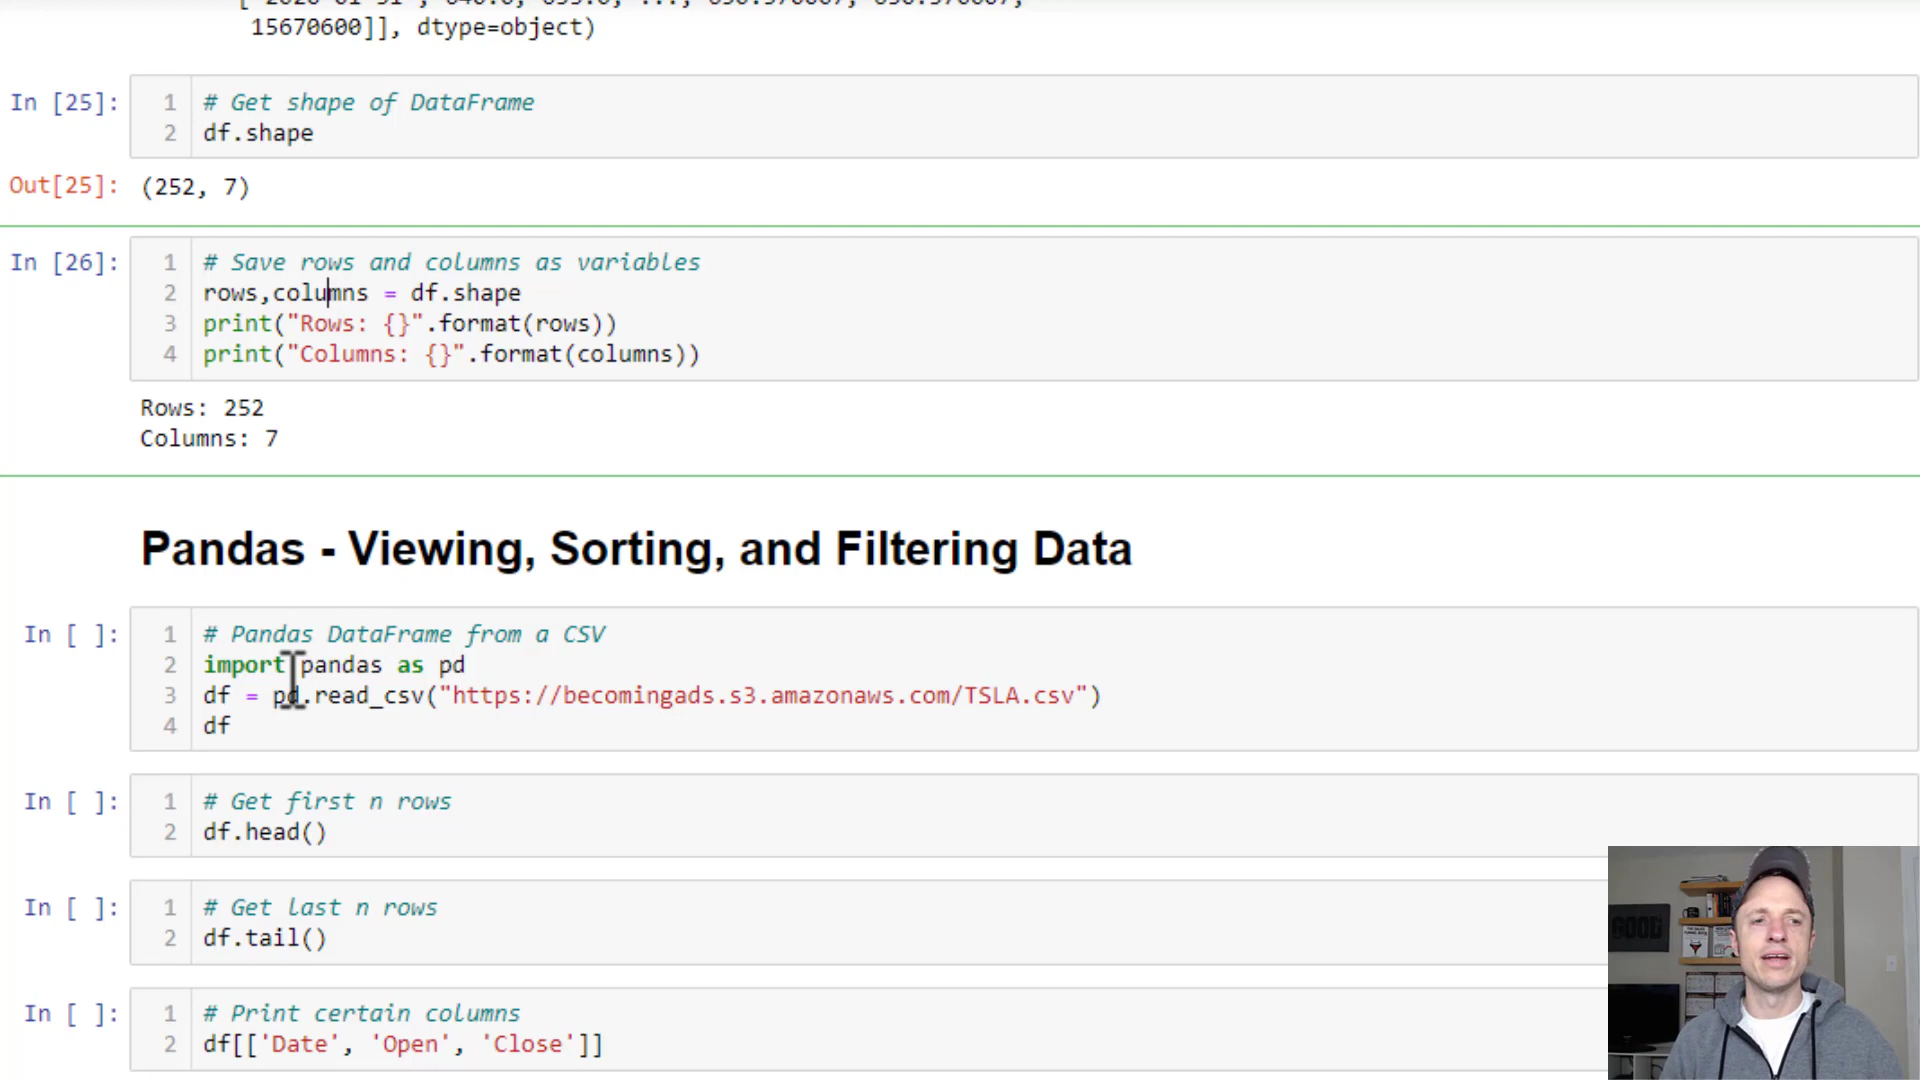 15670600]], dtype=object)
In [25]:
1 # Get shape of DataFrame
2 df.shape
Out[25]: (252, 7)
In [26]:
1 # Save rows and columns as variables
2 rows,columns = df.shape
3 print("Rows: {}".format(rows))
4 print("Columns: {}".format(columns))
Rows: 252
Columns: 7
Pandas - Viewing, Sorting, and Filtering Data
In [ ]:
1 # Pandas DataFrame from a CSV
2 import pandas as pd
3 df = pd.read_csv("https://becomingads.s3.amazonaws.com/TSLA.csv")
4 df
In [ ]:
1 # Get first n rows
2 df.head()
In [ ]:
1 # Get last n rows
2 df.tail()
In [ ]:
1 # Print certain columns
2 df[['Date', 'Open', 'Close']]
GOOD